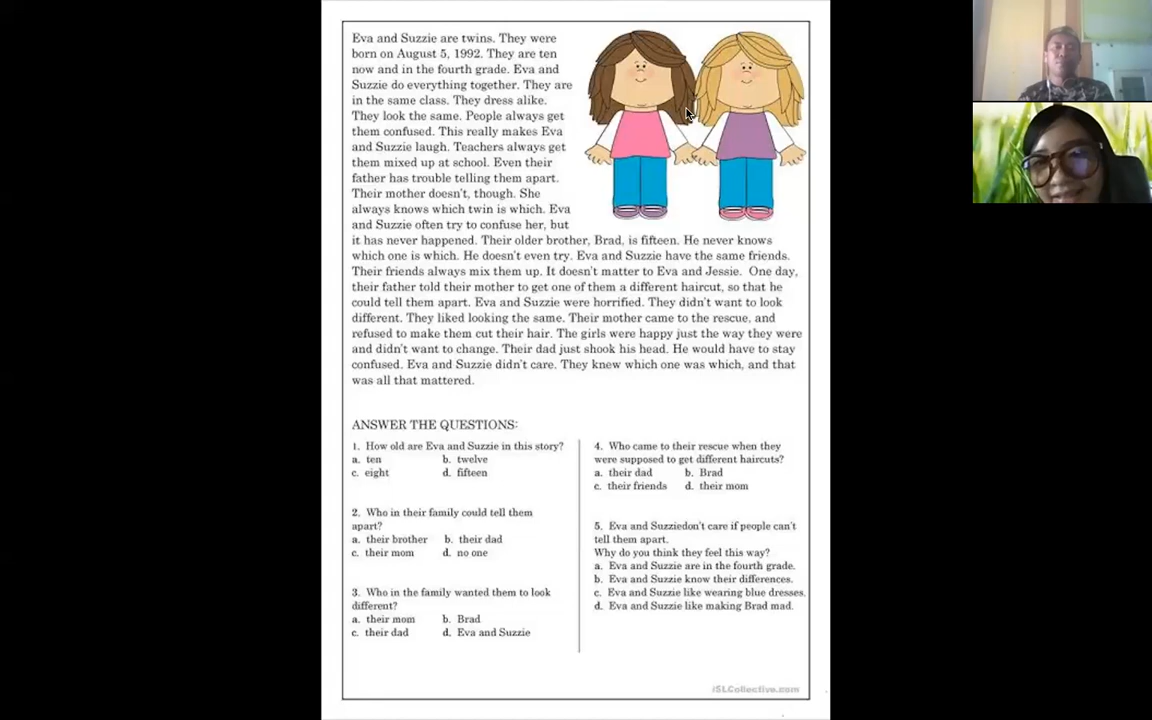 Eva and Suzzie are twins. They were
born on August 5, 1992. They are ten
now and in the fourth grade. Eva and
Suzzie do everything together. They are
in the same class. They dress alike.
They look the same. People always get
them confused. This really makes Eva
and Suzzie laugh. Teachers always get
them mixed up at school. Even their
father has trouble telling them apart.
Their mother doesn't, though. She
always knows which twin is which. Eva
and Suzzie often try to confuse her, but
it has never happened. Their older brother, Brad, is fifteen. He never knows
which one is which. He doesn't even try. Eva and Suzzie have the same friends.
Their friends always mix them up. It doesn't matter to Eva and Jessie. One day,
their father told their mother to get one of them a different haircut, so that he
could tell them apart. Eva and Suzzie were horrified. They didn't want to look
different. They liked looking the same. Their mother came to the rescue, and
refused to make them cut their hair. The girls were happy just the way they were
and didn't want to change. Their dad just shook his head. He would have to stay
confused. Eva and Suzzie didn't care. They knew which one was which, and that
was all that mattered.
ANSWER THE QUESTIONS:
1. How old are Eva and Suzzie in this story?
a. ten b. twelve
c. eight d. fifteen
2. Who in their family could tell them
apart?
a. their brother b. their dad
c. their mom d. no one
3. Who in the family wanted them to look
different?
a. their mom b. Brad
c. their dad d. Eva and Suzzie
4. Who came to their rescue when they
were supposed to get different haircuts?
a. their dad b. Brad
c. their friends d. their mom
5. Eva and Suzziedon't care if people can't
tell them apart.
Why do you think they feel this way?
a. Eva and Suzzie are in the fourth grade.
b. Eva and Suzzie know their differences.
c. Eva and Suzzie like wearing blue dresses.
d. Eva and Suzzie like making Brad mad.
iSLCollective.com